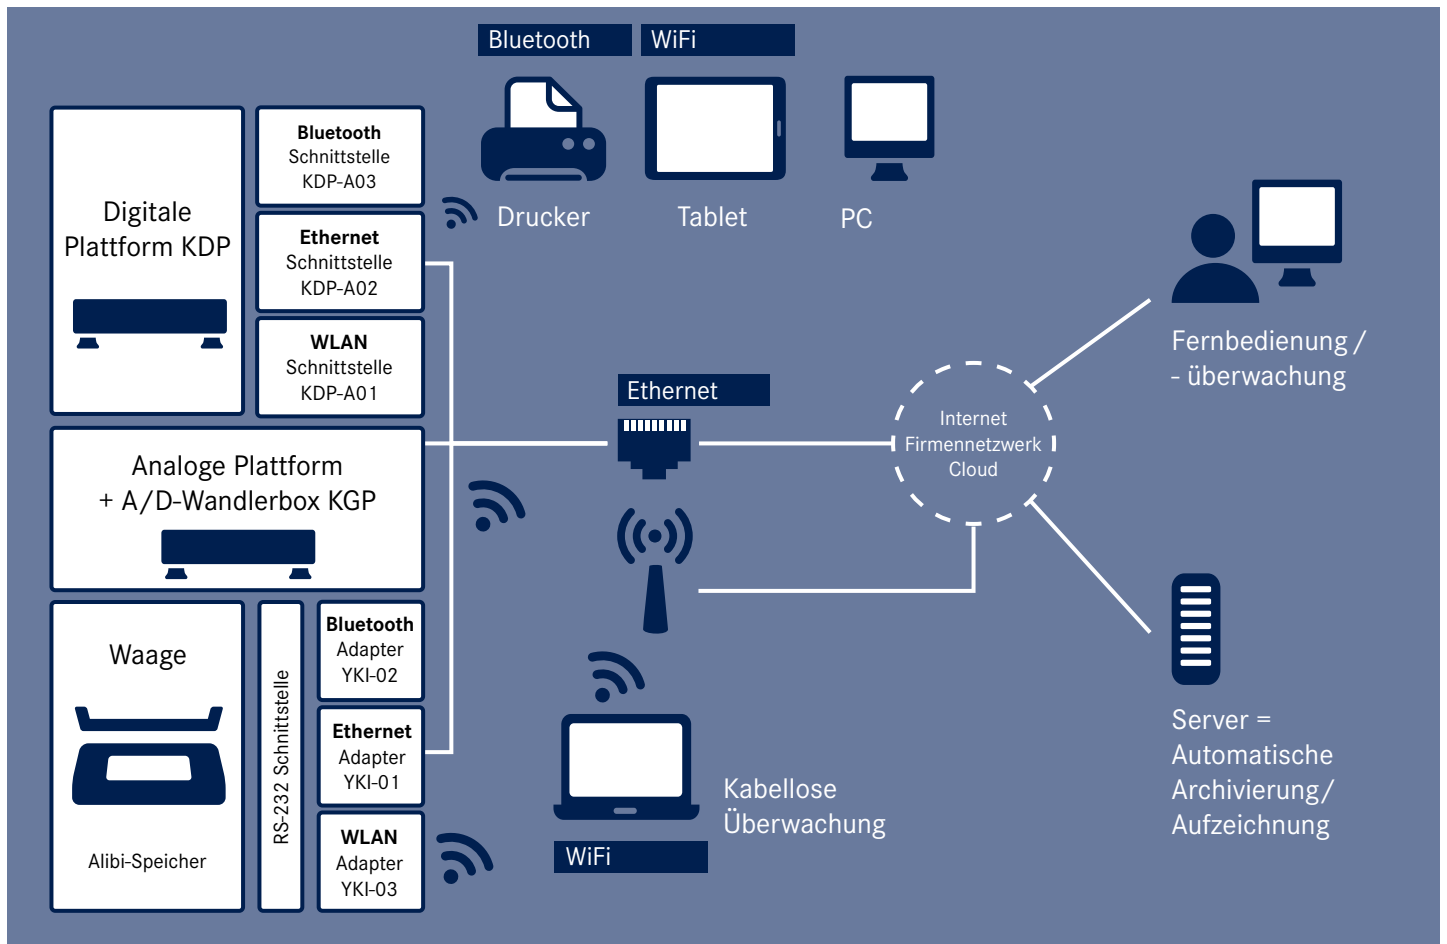 Bluetooth
WiFi
Drucker
Tablet
PC
Digitale
Plattform KDP
Bluetooth
Schnittstelle
KDP-A03
Ethernet
Schnittstelle
KDP-A02
WLAN
Schnittstelle
KDP-A01
Analoge Plattform
+ A/D-Wandlerbox KGP
Waage
Alibi-Speicher
RS-232 Schnittstelle
Bluetooth
Adapter
YKI-02
Ethernet
Adapter
YKI-01
WLAN
Adapter
YKI-03
Ethernet
Kabellose
Überwachung
WiFi
Internet
Firmennetzwerk
Cloud
Fernbedienung /
- überwachung
Server =
Automatische
Archivierung/
Aufzeichnung